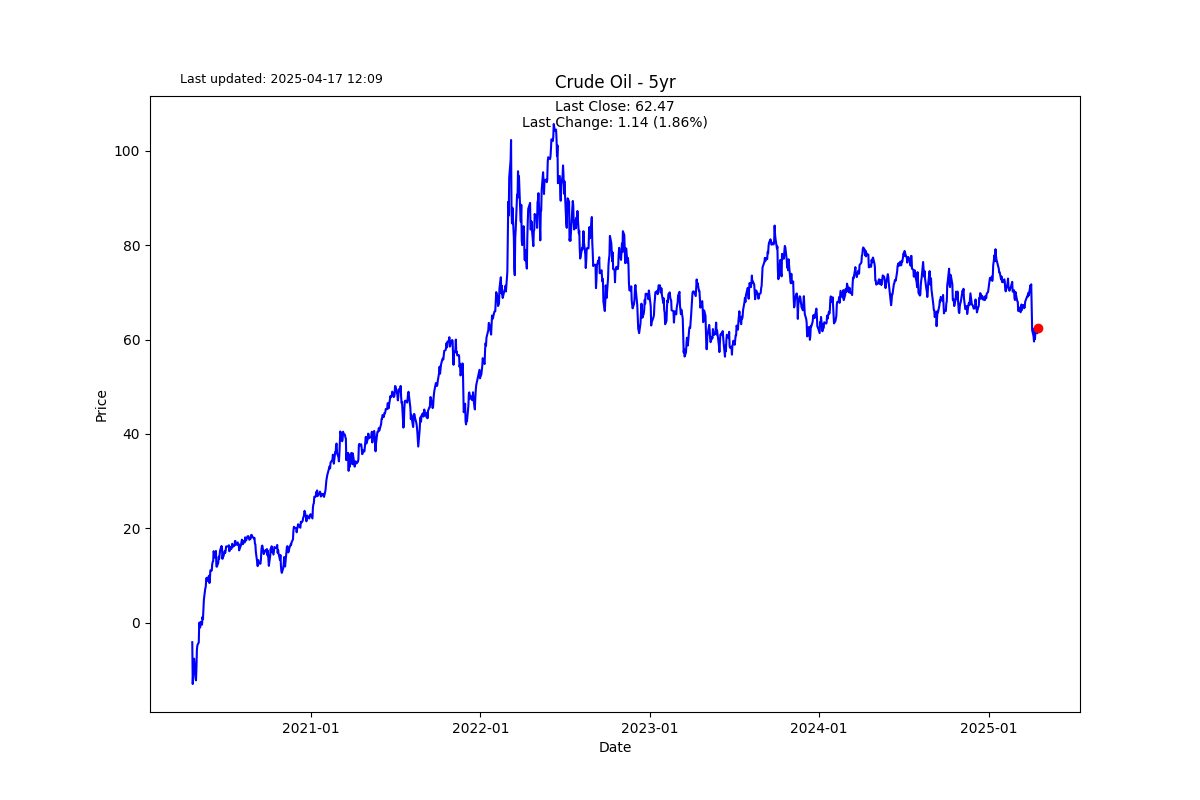 Last updated: 2025-04-17 12:09
Crude Oil - 5yr
Last Close: 62.47
Last Change: 1.14 (1.86%)
100
80
60
40
20
0
Price
2021-01
2022-01
2023-01
2024-01
2025-01
Date